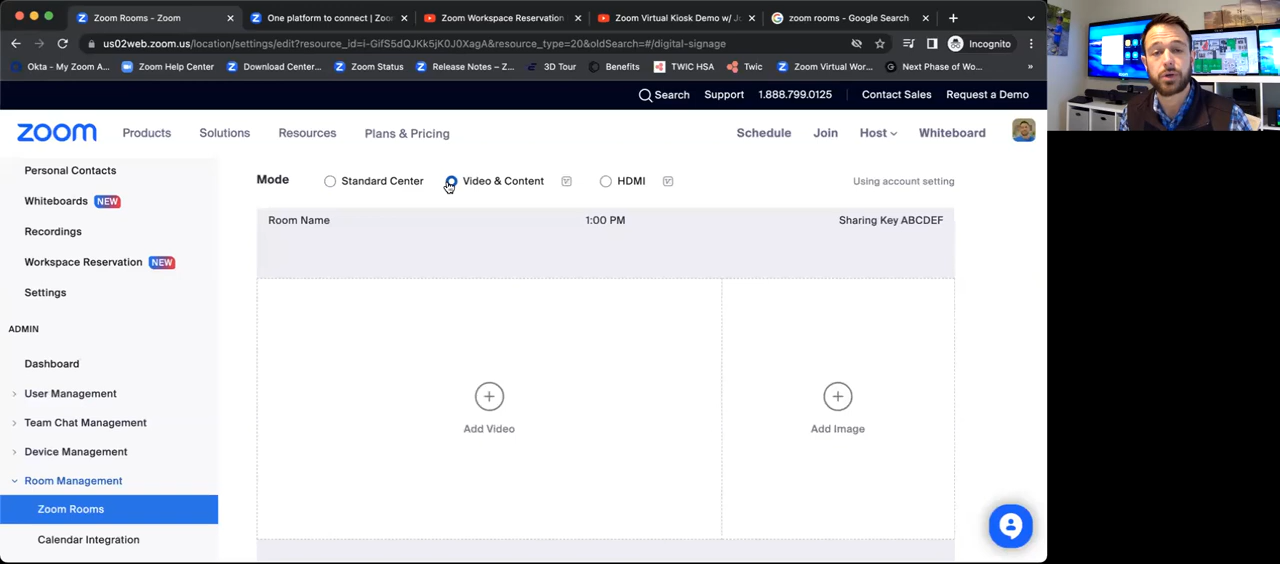 Zoom Rooms - Zoom
One platform to connect | Zoo
Zoom Workspace Reservation
Zoom Virtual Kiosk Demo w/ Jo
zoom rooms - Google Search
us02web.zoom.us/location/settings/edit?resource_id=i-GifS5dQJKk5jK0J0XagA&resource_type=20&oldSearch=#/digital-signage
Incognito
Okta - My Zoom A...
Zoom Help Center
Download Center...
Zoom Status
Release Notes – Z...
3D Tour
Benefits
TWIC HSA
Twic
Zoom Virtual Wor...
Next Phase of Wo...
Search
Support
1.888.799.0125
Contact Sales
Request a Demo
zoom
Products
Solutions
Resources
Plans & Pricing
Schedule
Join
Host
Whiteboard
Personal Contacts
Whiteboards NEW
Recordings
Workspace Reservation NEW
Settings
ADMIN
Dashboard
User Management
Team Chat Management
Device Management
Room Management
Zoom Rooms
Calendar Integration
Mode
Standard Center
Video & Content
HDMI
Using account setting
Room Name
1:00 PM
Sharing Key ABCDEF
Add Video
Add Image